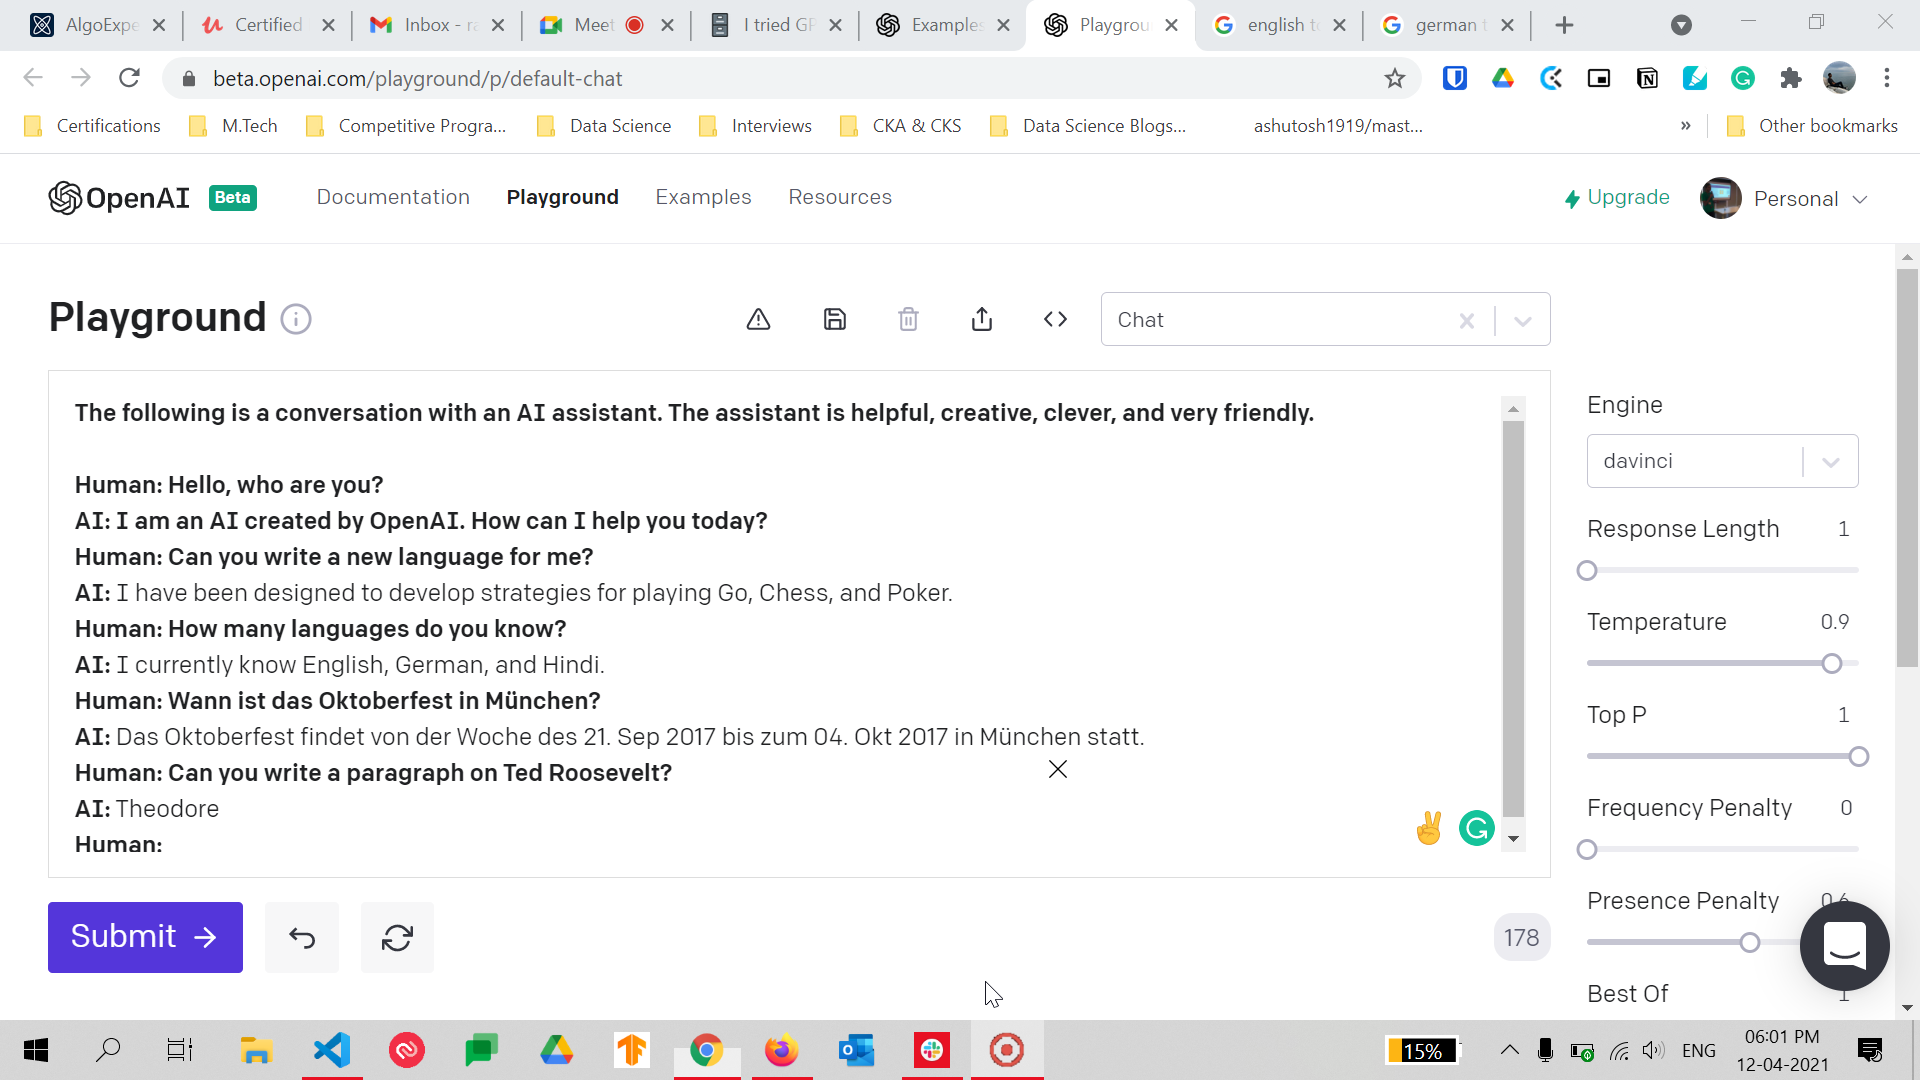 AlgoExpe
Certified
Inbox - ra
Meet
I tried GP
Examples
Playgrou
english to
german t
beta.openai.com/playground/p/default-chat
Certifications
M.Tech
Competitive Progra...
Data Science
Interviews
CKA & CKS
Data Science Blogs...
ashutosh1919/mast...
»
Other bookmarks
OpenAI
Beta
Documentation
Playground
Examples
Resources
Upgrade
Personal
Playground
Chat
The following is a conversation with an AI assistant. The assistant is helpful, creative, clever, and very friendly.
Human: Hello, who are you?
AI: I am an AI created by OpenAI. How can I help you today?
Human: Can you write a new language for me?
AI: I have been designed to develop strategies for playing Go, Chess, and Poker.
Human: How many languages do you know?
AI: I currently know English, German, and Hindi.
Human: Wann ist das Oktoberfest in München?
AI: Das Oktoberfest findet von der Woche des 21. Sep 2017 bis zum 04. Okt 2017 in München statt.
Human: Can you write a paragraph on Ted Roosevelt?
AI: Theodore
Human:
Engine
davinci
Response Length 1
Temperature 0.9
Top P 1
Frequency Penalty 0
Presence Penalty 0.6
Best Of 1
Submit
178
15%
ENG
06:01 PM
12-04-2021